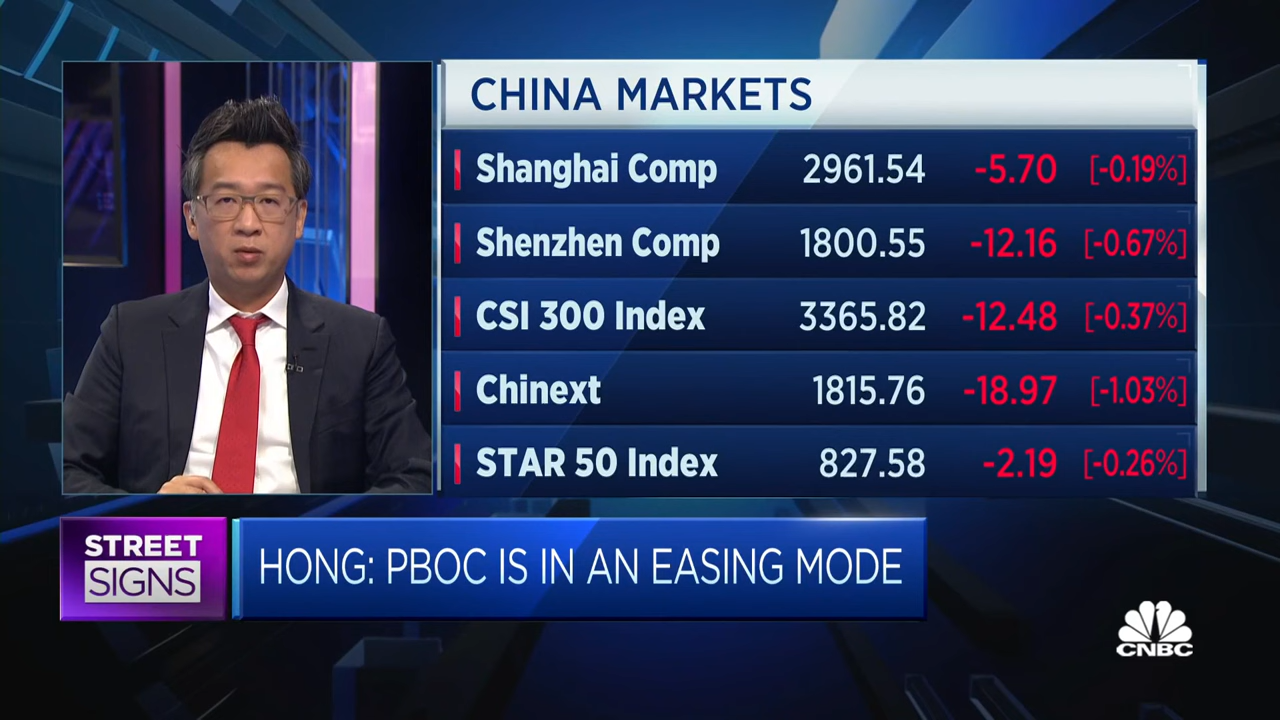 CHINA MARKETS
Shanghai Comp 2961.54 -5.70 [-0.19%]
Shenzhen Comp 1800.55 -12.16 [-0.67%]
CSI 300 Index 3365.82 -12.48 [-0.37%]
Chinext 1815.76 -18.97 [-1.03%]
STAR 50 Index 827.58 -2.19 [-0.26%]
STREET
SIGNS
HONG: PBOC IS IN AN EASING MODE
CNBC